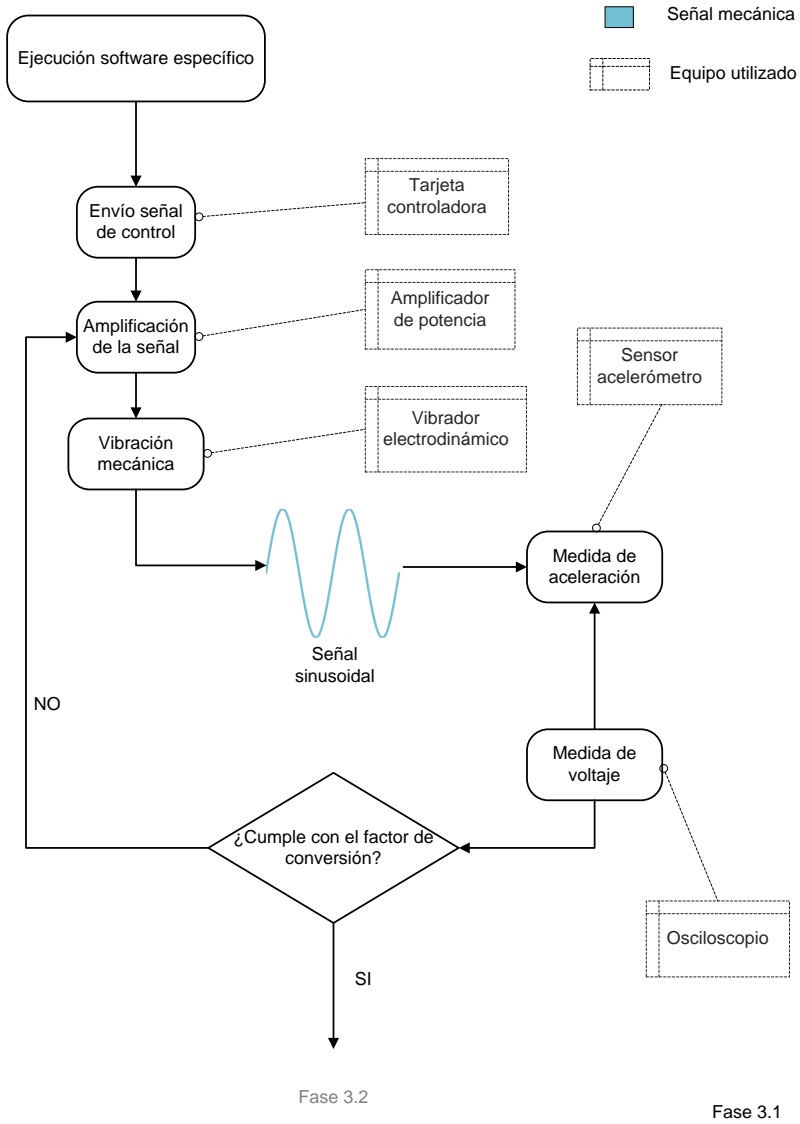 Señal mecánica
Ejecución software específico
Equipo utilizado
Tarjeta
controladora
Envío señal
de control
Amplificador
de potencia
Amplificación
de la señal
Sensor
acelerómetro
Vibrador
electrodinámico
Vibración
mecánica
Medida de
aceleración
Señal
sinusoidal
NO
Medida de
voltaje
¿Cumple con el factor de
conversión?
Osciloscopio
SI
Fase 3.2
Fase 3.1